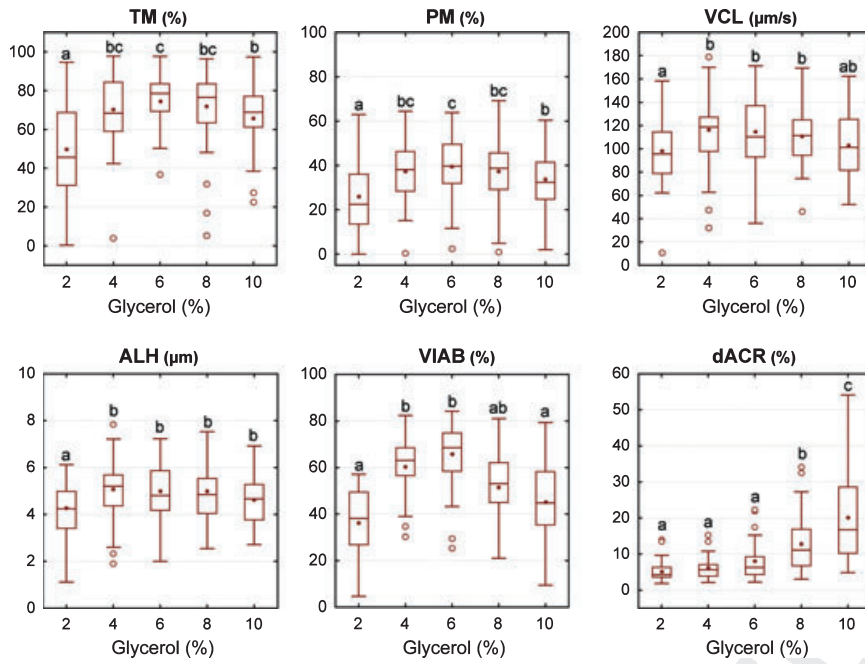 TM (%)
100
80
60
40
20
0
a
bc
c
bc
b
2 4 6 8 10
Glycerol (%)
PM (%)
100
80
60
40
20
0
a
bc
c
bc
b
2 4 6 8 10
Glycerol (%)
VCL (µm/s)
200
180
160
140
120
100
80
60
40
20
0
a
b
b
b
ab
2 4 6 8 10
Glycerol (%)
ALH (µm)
10
8
6
4
2
0
a
b
b
b
b
2 4 6 8 10
Glycerol (%)
VIAB (%)
100
80
60
40
20
0
a
b
b
ab
a
2 4 6 8 10
Glycerol (%)
dACR (%)
60
50
40
30
20
10
0
a
a
a
b
c
2 4 6 8 10
Glycerol (%)